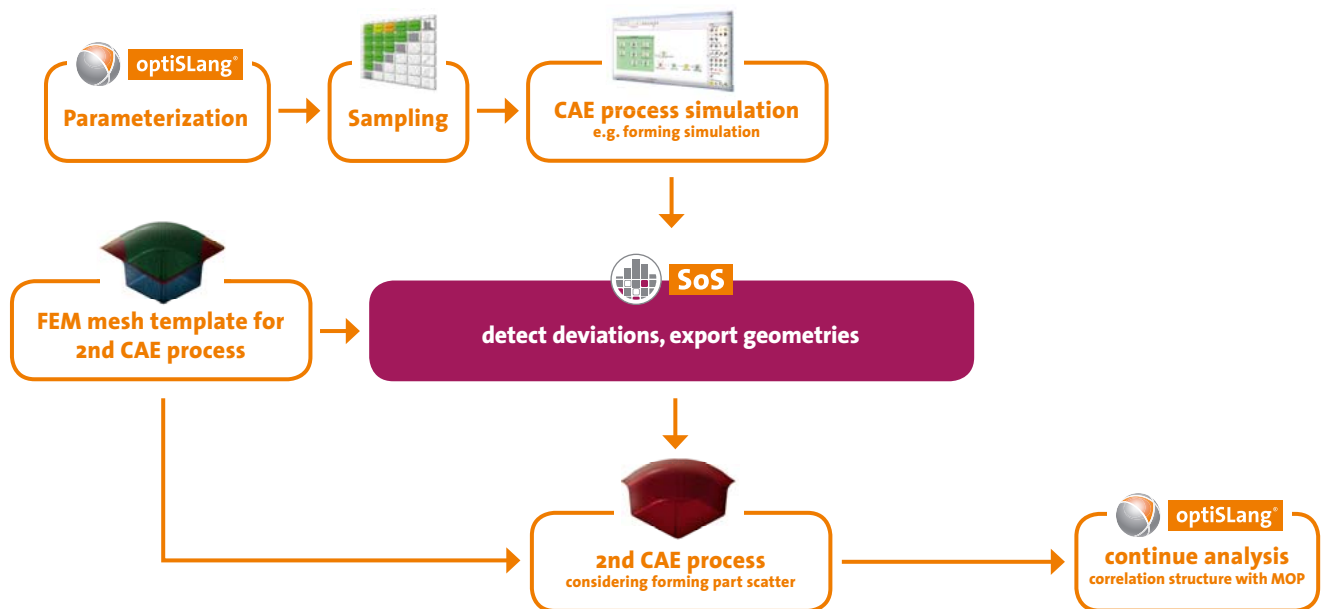 optiSLang®
Parameterization
Sampling
CAE process simulation
e.g. forming simulation
SoS
FEM mesh template for
2nd CAE process
detect deviations, export geometries
2nd CAE process
considering forming part scatter
optiSLang®
continue analysis
correlation structure with MOP